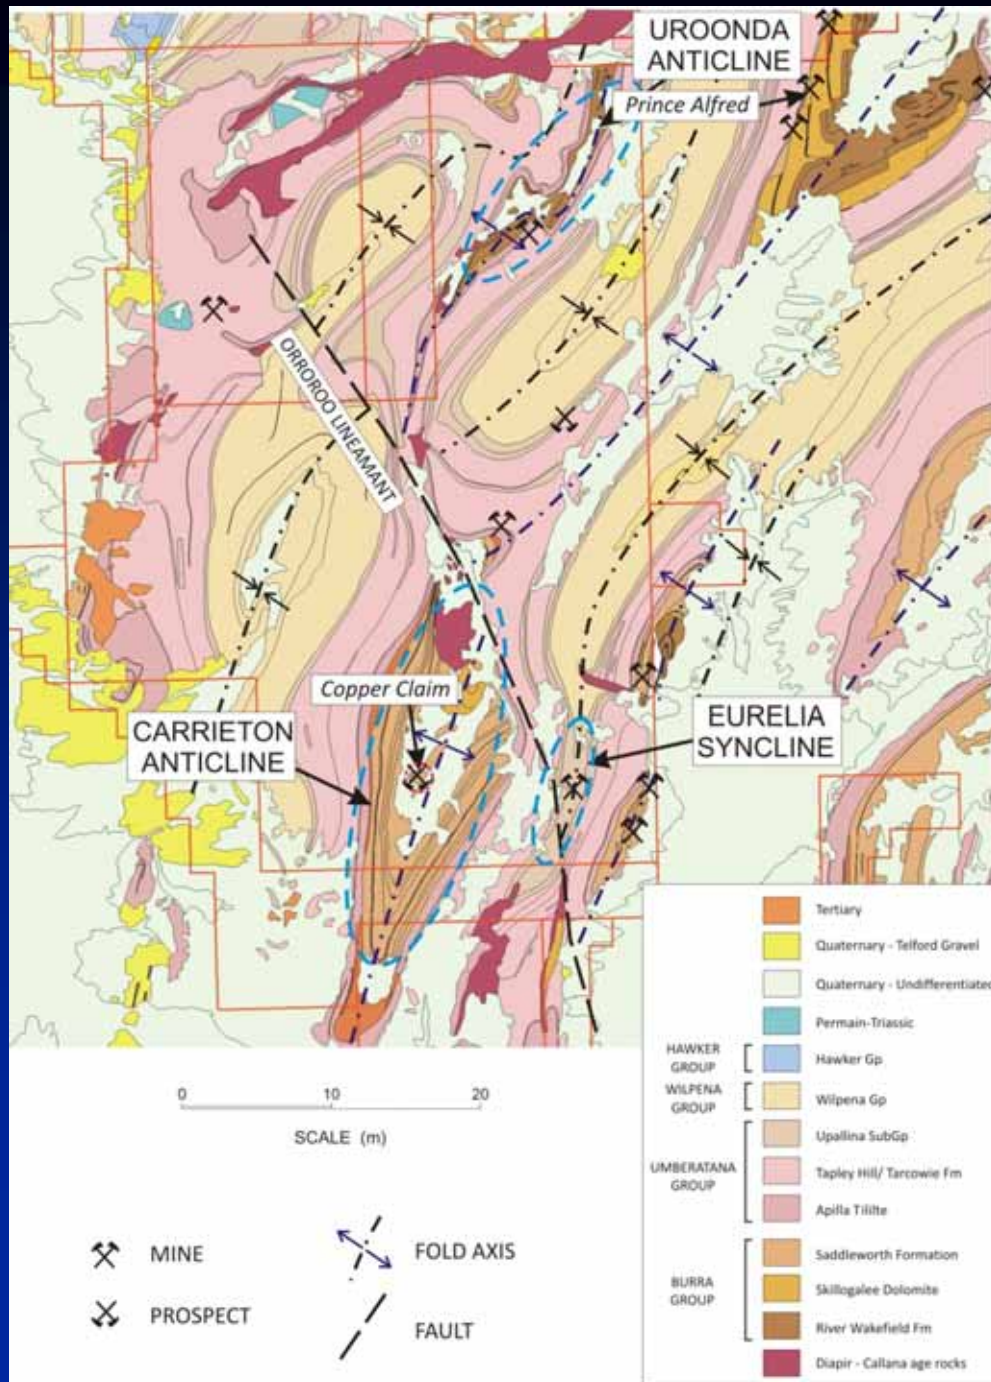 UROONDA
ANTICLINE
Prince Alfred
ORROROO LINEAMANT
Copper Claim
CARRIETON
ANTICLINE
EURELIA
SYNCLINE
0 10 20
SCALE (m)
MINE
PROSPECT
FOLD AXIS
FAULT
Tertiary
Quaternary - Telford Gravel
Quaternary - Undifferentiated
Permain-Triassic
HAWKER
GROUP
Hawker Gp
WILPENA
GROUP
Wilpena Gp
Upallina SubGp
UMBERATANA
GROUP
Tapley Hill/ Tarcowie Fm
Apilla Tililte
Saddleworth Formation
BURRA
GROUP
Skillogalee Dolomite
River Wakefield Fm
Diapir - Callana age rocks